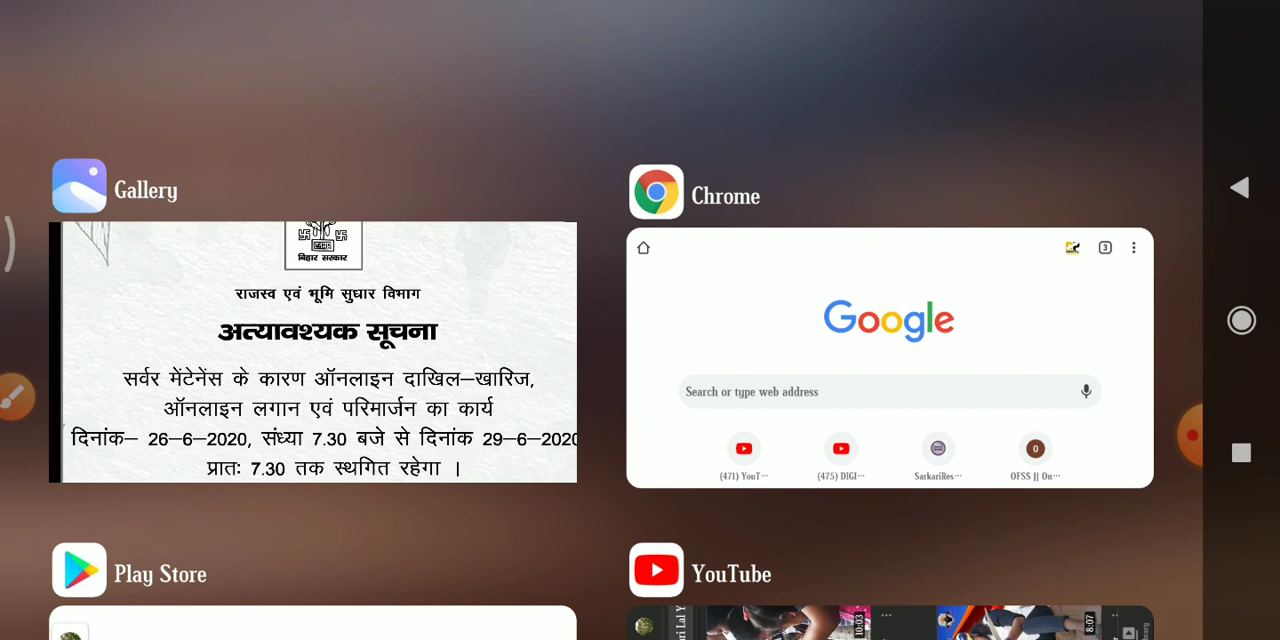 Gallery
बिहार सरकार
राजस्व एवं भूमि सुधार विभाग
अत्यावश्यक सूचना
सर्वर मेंटेनेंस के कारण ऑनलाइन दाखिल–खारिज,
ऑनलाइन लगान एवं परिमार्जन का कार्य
दिनांक– 26–6–2020, संध्या 7.30 बजे से दिनांक 29–6–2020
प्रातः 7.30 तक स्थगित रहेगा ।
Chrome
3
Google
Search or type web address
(471) YouT…
(475) DIGI…
SarkariRes…
O
OFSS || On…
Play Store
YouTube
10:03
8:07